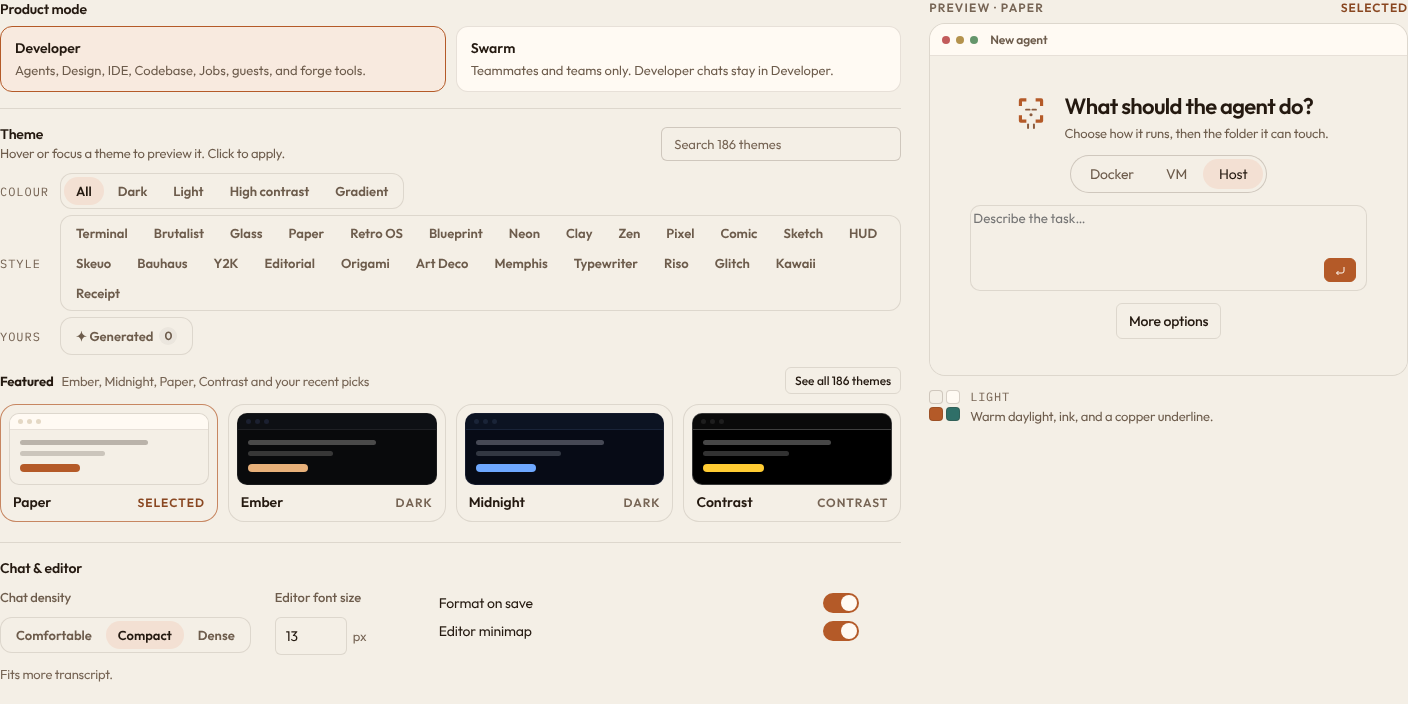 Product mode
Developer
Agents, Design, IDE, Codebase, Jobs, guests, and forge tools.
Swarm
Teammates and teams only. Developer chats stay in Developer.
Theme
Hover or focus a theme to preview it. Click to apply.
Search 186 themes
COLOUR
All Dark Light High contrast Gradient
STYLE
Terminal Brutalist Glass Paper Retro OS Blueprint Neon Clay Zen Pixel Comic Sketch HUD
Skeuo Bauhaus Y2K Editorial Origami Art Deco Memphis Typewriter Riso Glitch Kawaii
Receipt
YOURS
✦ Generated 0
Featured Ember, Midnight, Paper, Contrast and your recent picks
See all 186 themes
Paper SELECTED
Ember DARK
Midnight DARK
Contrast CONTRAST
Chat & editor
Chat density
Comfortable Compact Dense
Fits more transcript.
Editor font size
13 px
Format on save
Editor minimap
PREVIEW · PAPER SELECTED
New agent
What should the agent do?
Choose how it runs, then the folder it can touch.
Docker VM Host
Describe the task…
More options
LIGHT
Warm daylight, ink, and a copper underline.